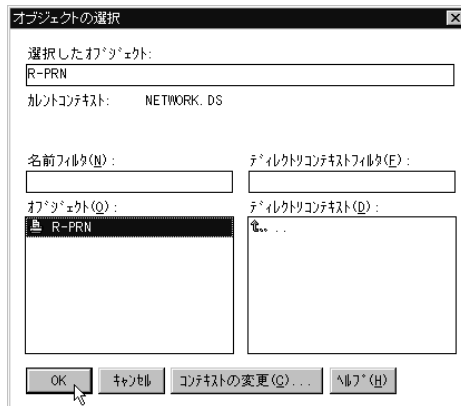 オブジェクトの選択
選択したｵﾌﾞｼﾞｪｸﾄ:
R-PRN
ｶﾚﾝﾄｺﾝﾃｷｽﾄ: NETWORK.DS
名前ﾌｨﾙﾀ(N) :
ﾃﾞｨﾚｸﾄﾘｺﾝﾃｷｽﾄﾌｨﾙﾀ(F) :
ｵﾌﾞｼﾞｪｸﾄ(O) :
ﾃﾞｨﾚｸﾄﾘｺﾝﾃｷｽﾄ(D) :
R-PRN
..
OK ｷｬﾝｾﾙ ｺﾝﾃｷｽﾄの変更(C)... ﾍﾙﾌﾟ(H)